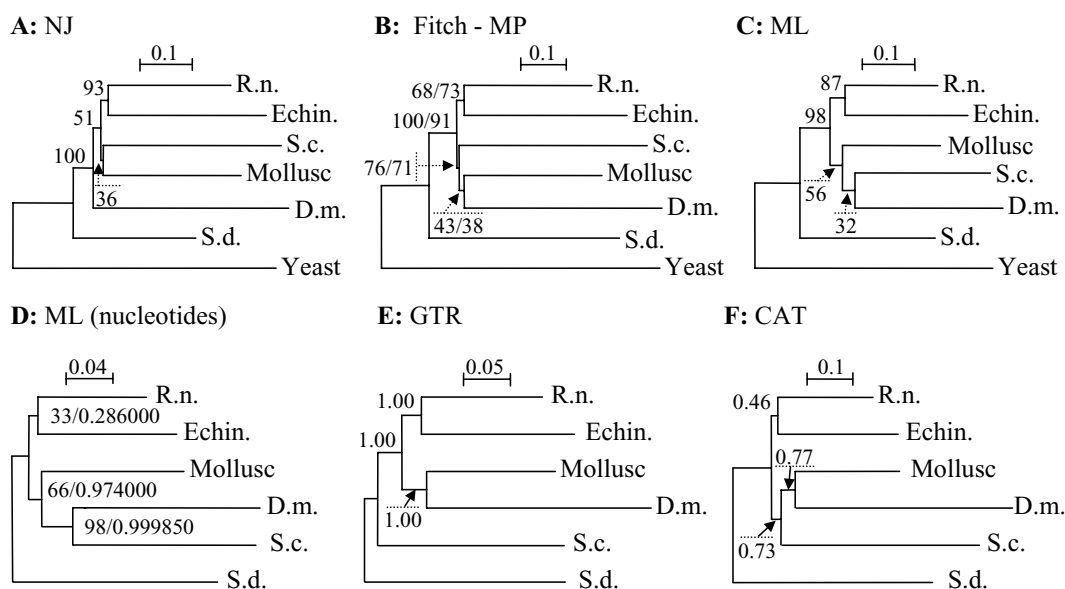 A: NJ
0.1
93
R.n.
51
Echin.
S.c.
100
Mollusc
36
D.m.
S.d.
Yeast
B: Fitch - MP
0.1
68/73
R.n.
Echin.
100/91
S.c.
76/71
Mollusc
43/38
D.m.
S.d.
Yeast
C: ML
0.1
87
R.n.
98
Echin.
Mollusc
S.c.
56
32
D.m.
S.d.
Yeast
D: ML (nucleotides)
0.04
R.n.
33/0.286000
Echin.
Mollusc
66/0.974000
D.m.
98/0.999850
S.c.
S.d.
E: GTR
0.05
1.00
R.n.
1.00
Echin.
Mollusc
1.00
D.m.
S.c.
S.d.
F: CAT
0.1
0.46
R.n.
Echin.
0.77
Mollusc
D.m.
0.73
S.c.
S.d.